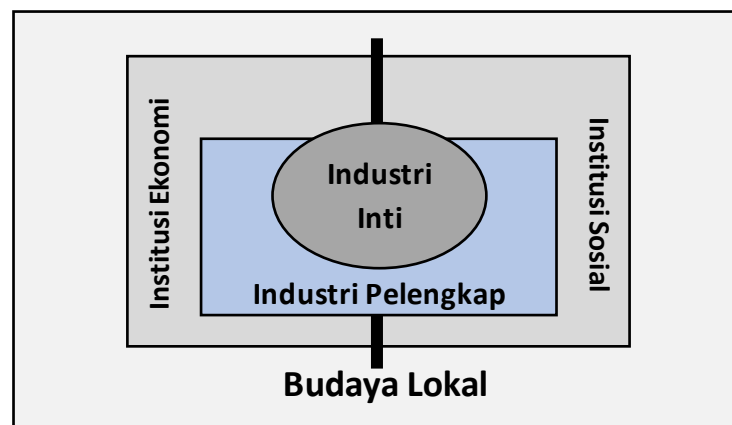 Institusi Ekonomi
Industri
Inti
Institusi Sosial
Industri Pelengkap
Budaya Lokal